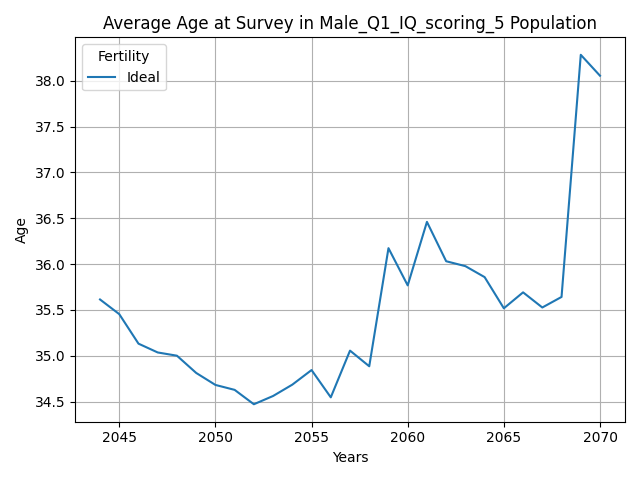 Average Age at Survey in Male_Q1_IQ_scoring_5 Population
Fertility
Ideal
Age
38.0
37.5
37.0
36.5
36.0
35.5
35.0
34.5
2045 2050 2055 2060 2065 2070
Years